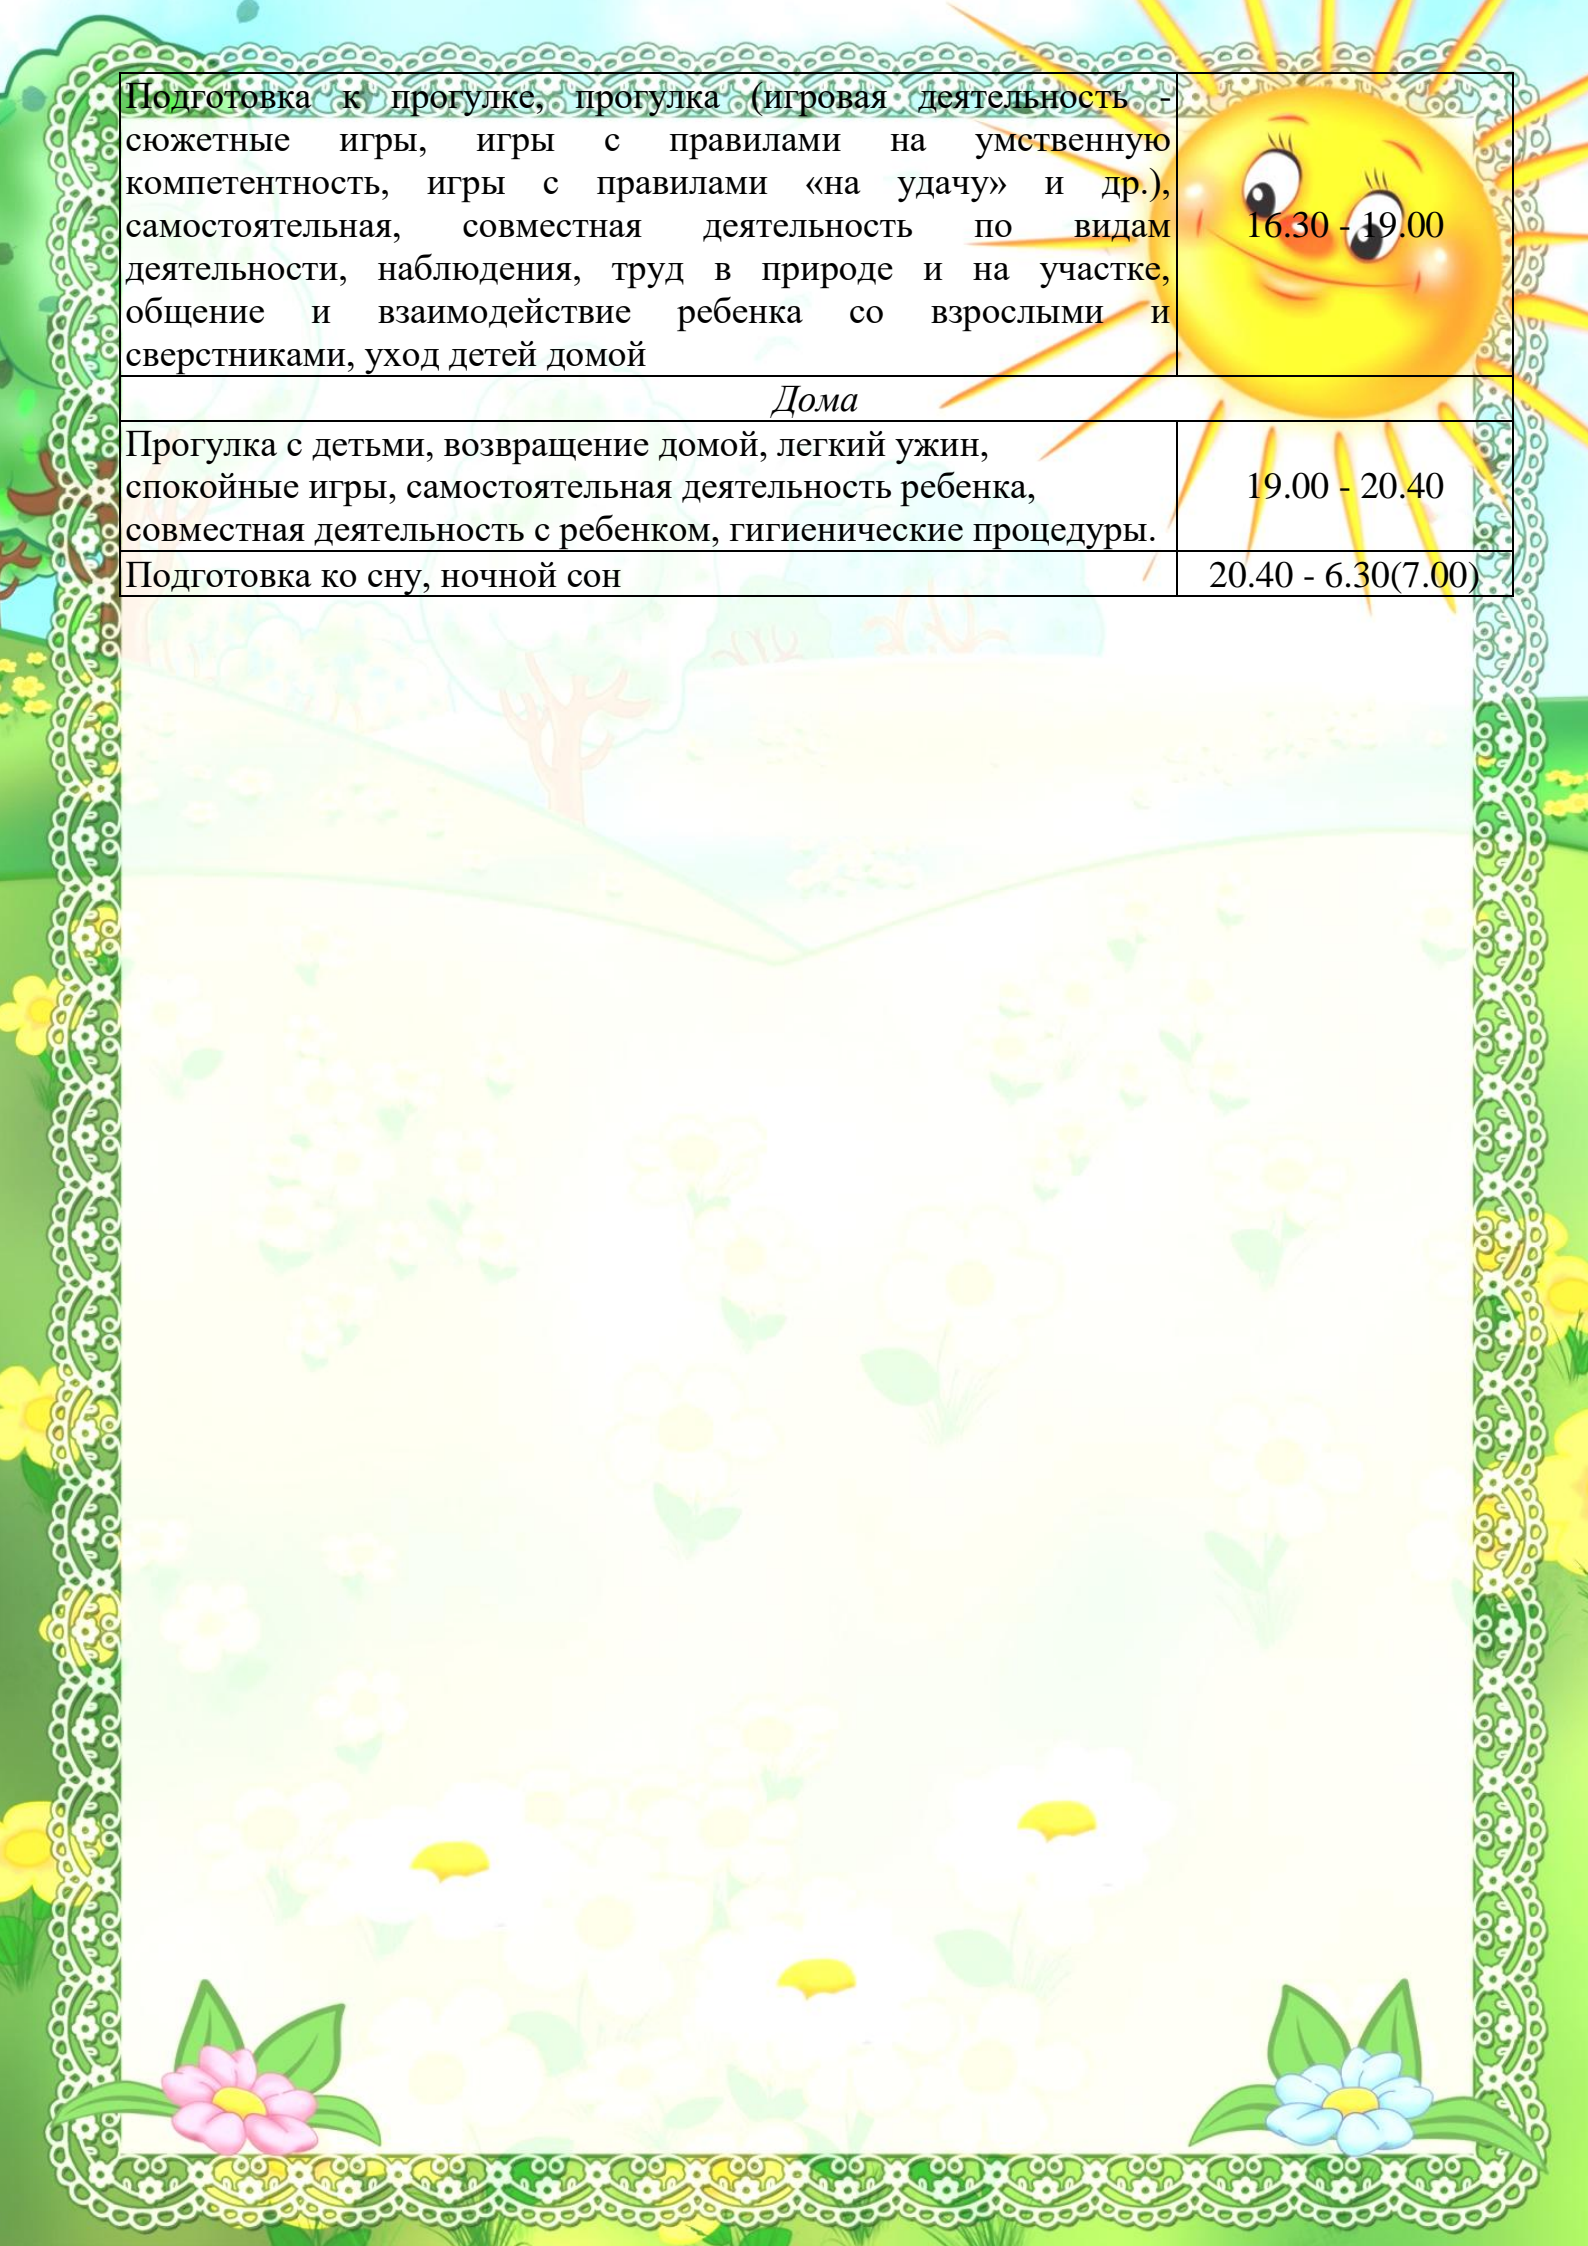 Подготовка к прогулке, прогулка (игровая деятельность -
сюжетные игры, игры с правилами на умственную
компетентность, игры с правилами «на удачу» и др.),
самостоятельная, совместная деятельность по видам
деятельности, наблюдения, труд в природе и на участке,
общение и взаимодействие ребенка со взрослыми и
сверстниками, уход детей домой
16.30 - 19.00
Дома
Прогулка с детьми, возвращение домой, легкий ужин,
спокойные игры, самостоятельная деятельность ребенка,
совместная деятельность с ребенком, гигиенические процедуры.
19.00 - 20.40
Подготовка ко сну, ночной сон
20.40 - 6.30(7.00)